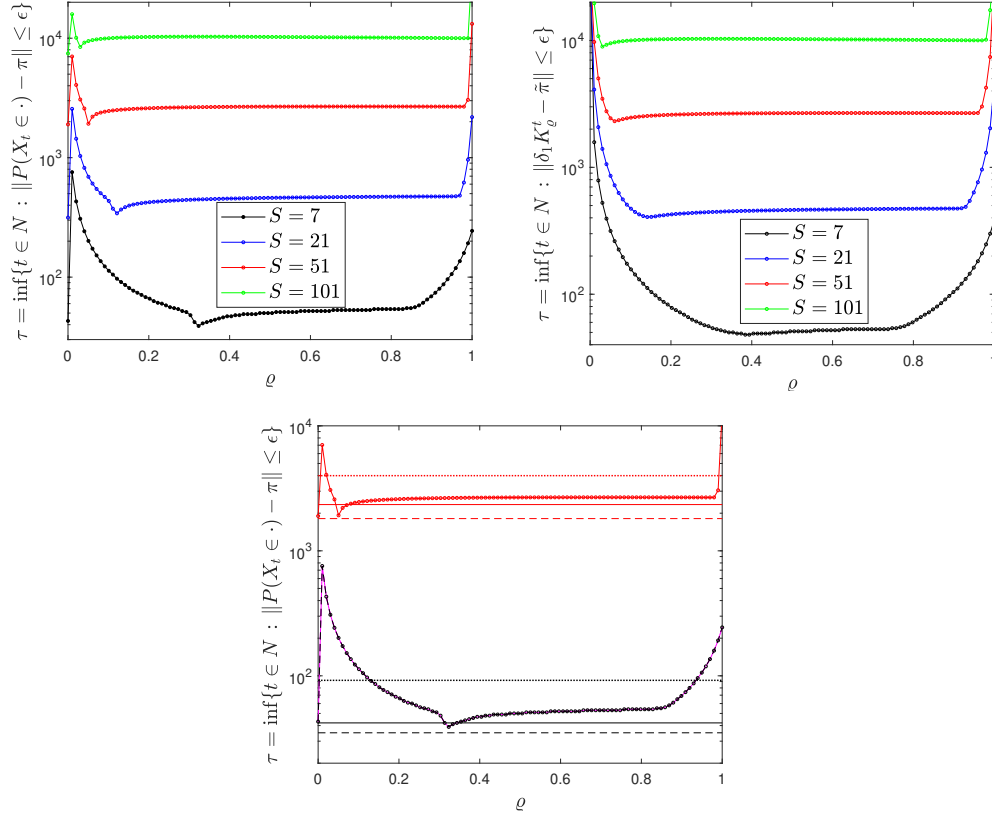 τ = inf{t ∈ N : ||P(X_t ∈ ·) − π|| ≤ ϵ}
10^4
10^3
10^2
S = 7
S = 21
S = 51
S = 101
0 0.2 0.4 0.6 0.8 1
ϱ
τ = inf{t ∈ N : ||δ_1 K_ϱ^t − π̃|| ≤ ϵ}
10^4
10^3
10^2
S = 7
S = 21
S = 51
S = 101
0 0.2 0.4 0.6 0.8 1
ϱ
τ = inf{t ∈ N : ||P(X_t ∈ ·) − π|| ≤ ϵ}
10^4
10^3
10^2
0 0.2 0.4 0.6 0.8 1
ϱ